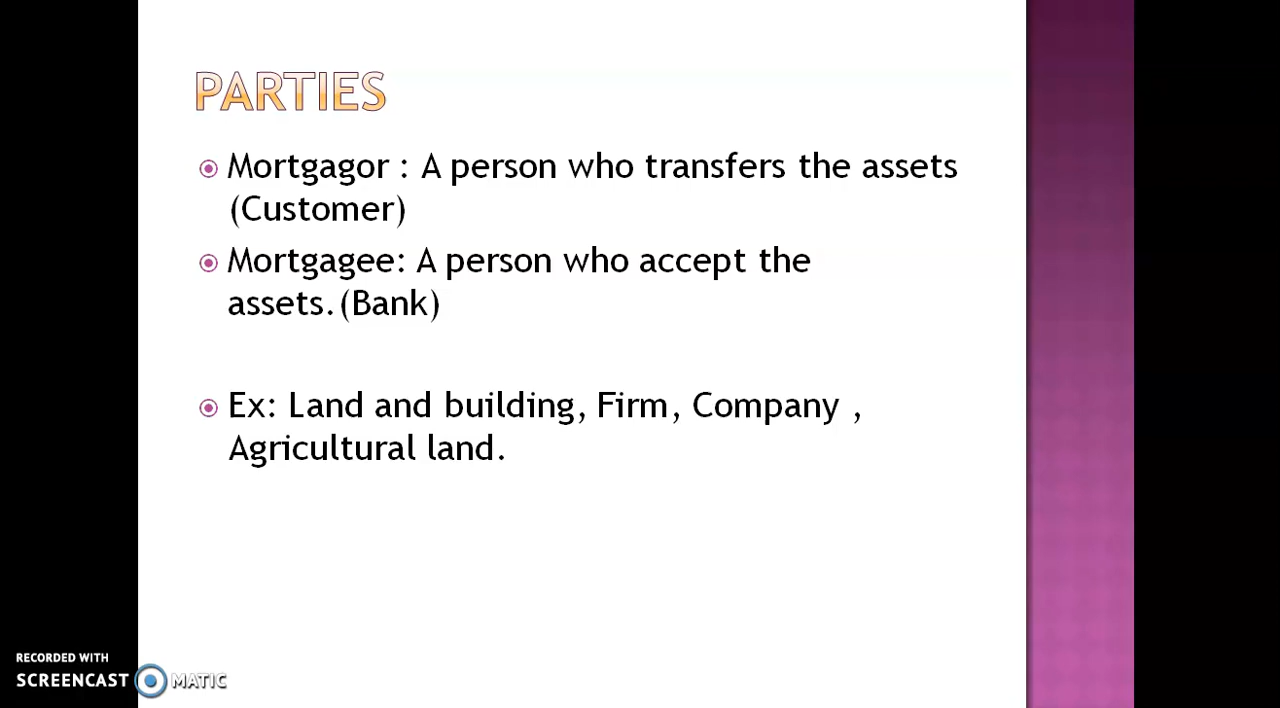 PARTIES
Mortgagor : A person who transfers the assets
(Customer)
Mortgagee: A person who accept the
assets.(Bank)
Ex: Land and building, Firm, Company ,
Agricultural land.
RECORDED WITH
SCREENCAST MATIC